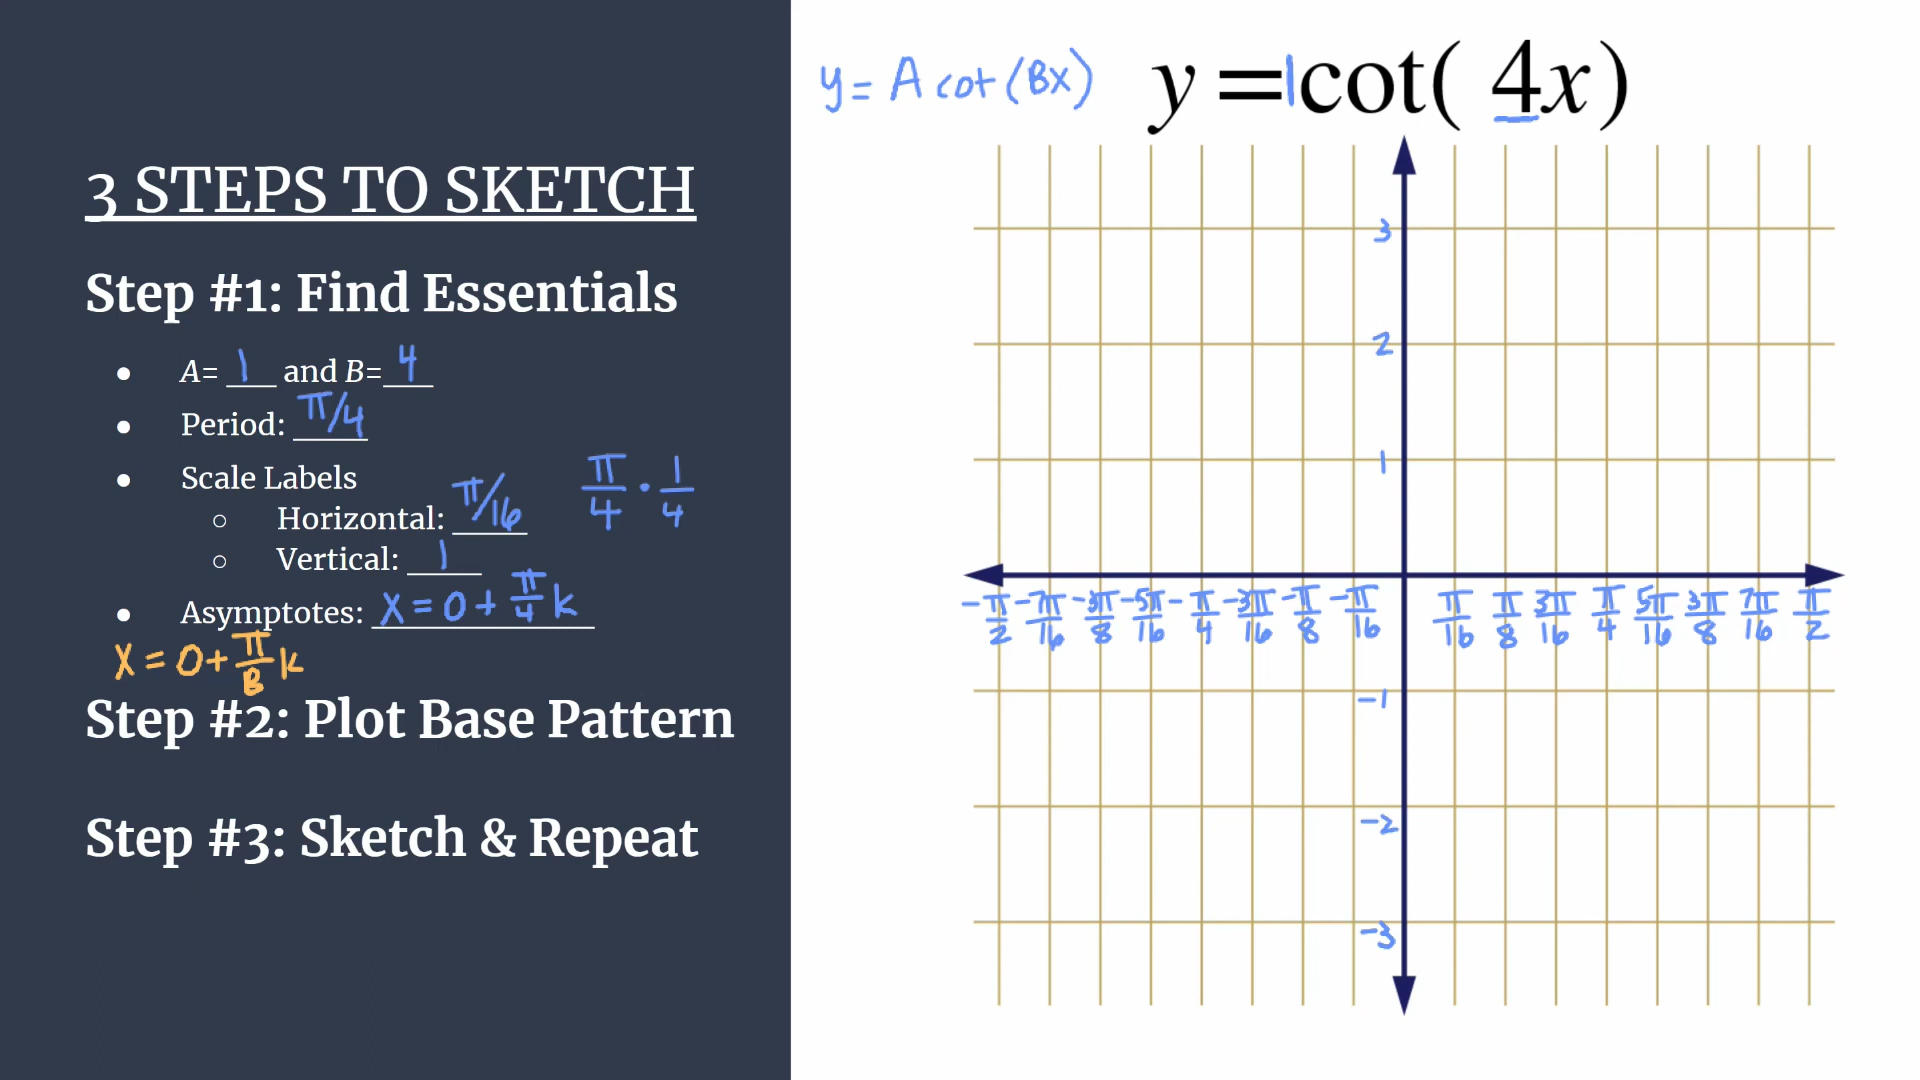 y = A cot(Bx) y = 1cot( 4x)
3 STEPS TO SKETCH
Step #1: Find Essentials
● A= 1 and B= 4
● Period: π/4
● Scale Labels
○ Horizontal: π/16 π/4 · 1/4
○ Vertical: 1
● Asymptotes: X = 0 + π/4 k
X = 0 + π/B k
Step #2: Plot Base Pattern
Step #3: Sketch & Repeat
3
2
1
-π/2 -7π/16 -3π/8 -5π/16 -π/4 -3π/16 -π/8 -π/16 π/16 π/8 3π/16 π/4 5π/16 3π/8 7π/16 π/2
-1
-2
-3